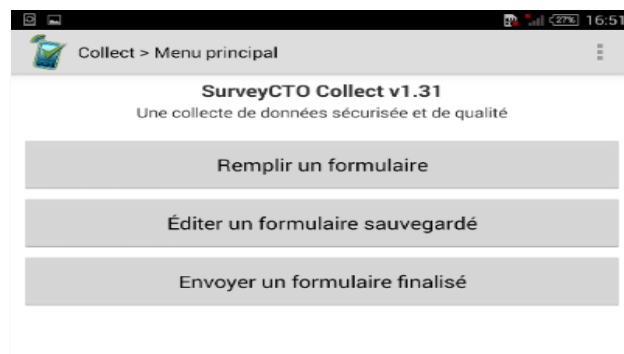 27% 16:51
Collect > Menu principal
SurveyCTO Collect v1.31
Une collecte de données sécurisée et de qualité
Remplir un formulaire
Éditer un formulaire sauvegardé
Envoyer un formulaire finalisé